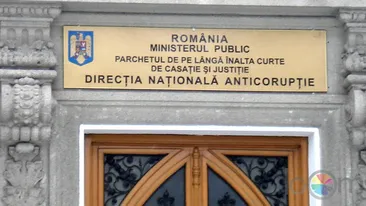 ROMÂNIA
MINISTERUL PUBLIC
PARCHETUL DE PE LÂNGĂ ÎNALTA CURTE
DE CASAȚIE ȘI JUSTIȚIE
DIRECȚIA NAȚIONALĂ ANTICORUPȚIE